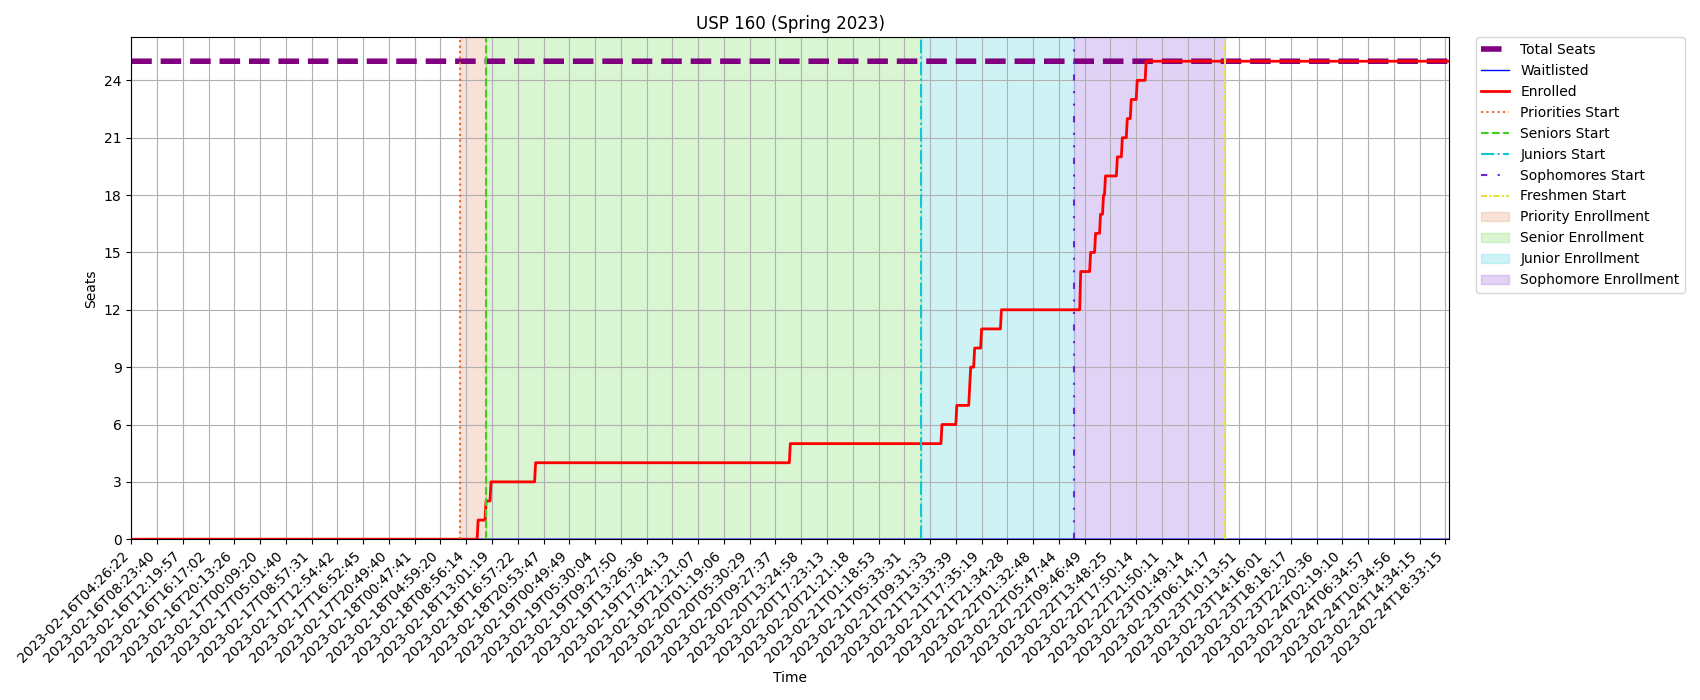 USP 160 (Spring 2023)
Total Seats
Waitlisted
Enrolled
Priorities Start
Seniors Start
Juniors Start
Sophomores Start
Freshmen Start
Priority Enrollment
Senior Enrollment
Junior Enrollment
Sophomore Enrollment
24
21
18
15
12
9
6
3
0
Seats
2023-02-16T04:26:22
2023-02-16T08:23:40
2023-02-16T12:19:57
2023-02-16T16:17:02
2023-02-16T20:13:26
2023-02-17T00:09:20
2023-02-17T05:01:40
2023-02-17T08:57:31
2023-02-17T12:54:42
2023-02-17T16:52:45
2023-02-17T20:49:40
2023-02-18T00:47:41
2023-02-18T04:59:20
2023-02-18T08:56:14
2023-02-18T13:01:19
2023-02-18T16:57:22
2023-02-18T20:53:47
2023-02-19T00:49:49
2023-02-19T05:30:04
2023-02-19T09:27:50
2023-02-19T13:26:36
2023-02-19T17:24:13
2023-02-19T21:21:07
2023-02-20T01:19:06
2023-02-20T05:30:29
2023-02-20T09:27:37
2023-02-20T13:24:58
2023-02-20T17:23:13
2023-02-20T21:21:18
2023-02-21T01:18:53
2023-02-21T05:33:31
2023-02-21T09:31:33
2023-02-21T13:33:39
2023-02-21T17:35:19
2023-02-21T21:34:28
2023-02-22T01:32:48
2023-02-22T05:47:44
2023-02-22T09:46:49
2023-02-22T13:48:25
2023-02-22T17:50:14
2023-02-22T21:50:11
2023-02-23T01:49:14
2023-02-23T06:14:17
2023-02-23T10:13:51
2023-02-23T14:16:01
2023-02-23T18:18:17
2023-02-23T22:20:36
2023-02-24T02:19:10
2023-02-24T06:34:57
2023-02-24T10:34:56
2023-02-24T14:34:15
2023-02-24T18:33:15
Time